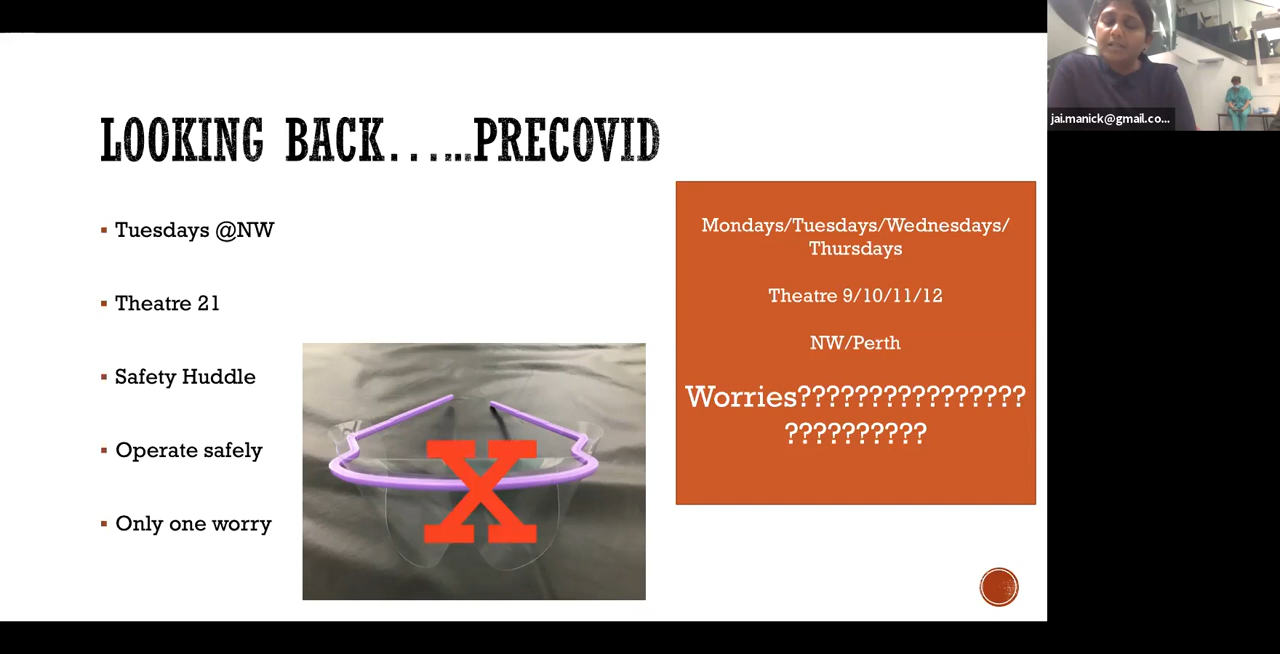 LOOKING BACK......PRECOVID
Tuesdays @NW
Theatre 21
Safety Huddle
Operate safely
Only one worry
X
Mondays/Tuesdays/Wednesdays/
Thursdays
Theatre 9/10/11/12
NW/Perth
Worries????????????????
??????????
jai.manick@gmail.co...